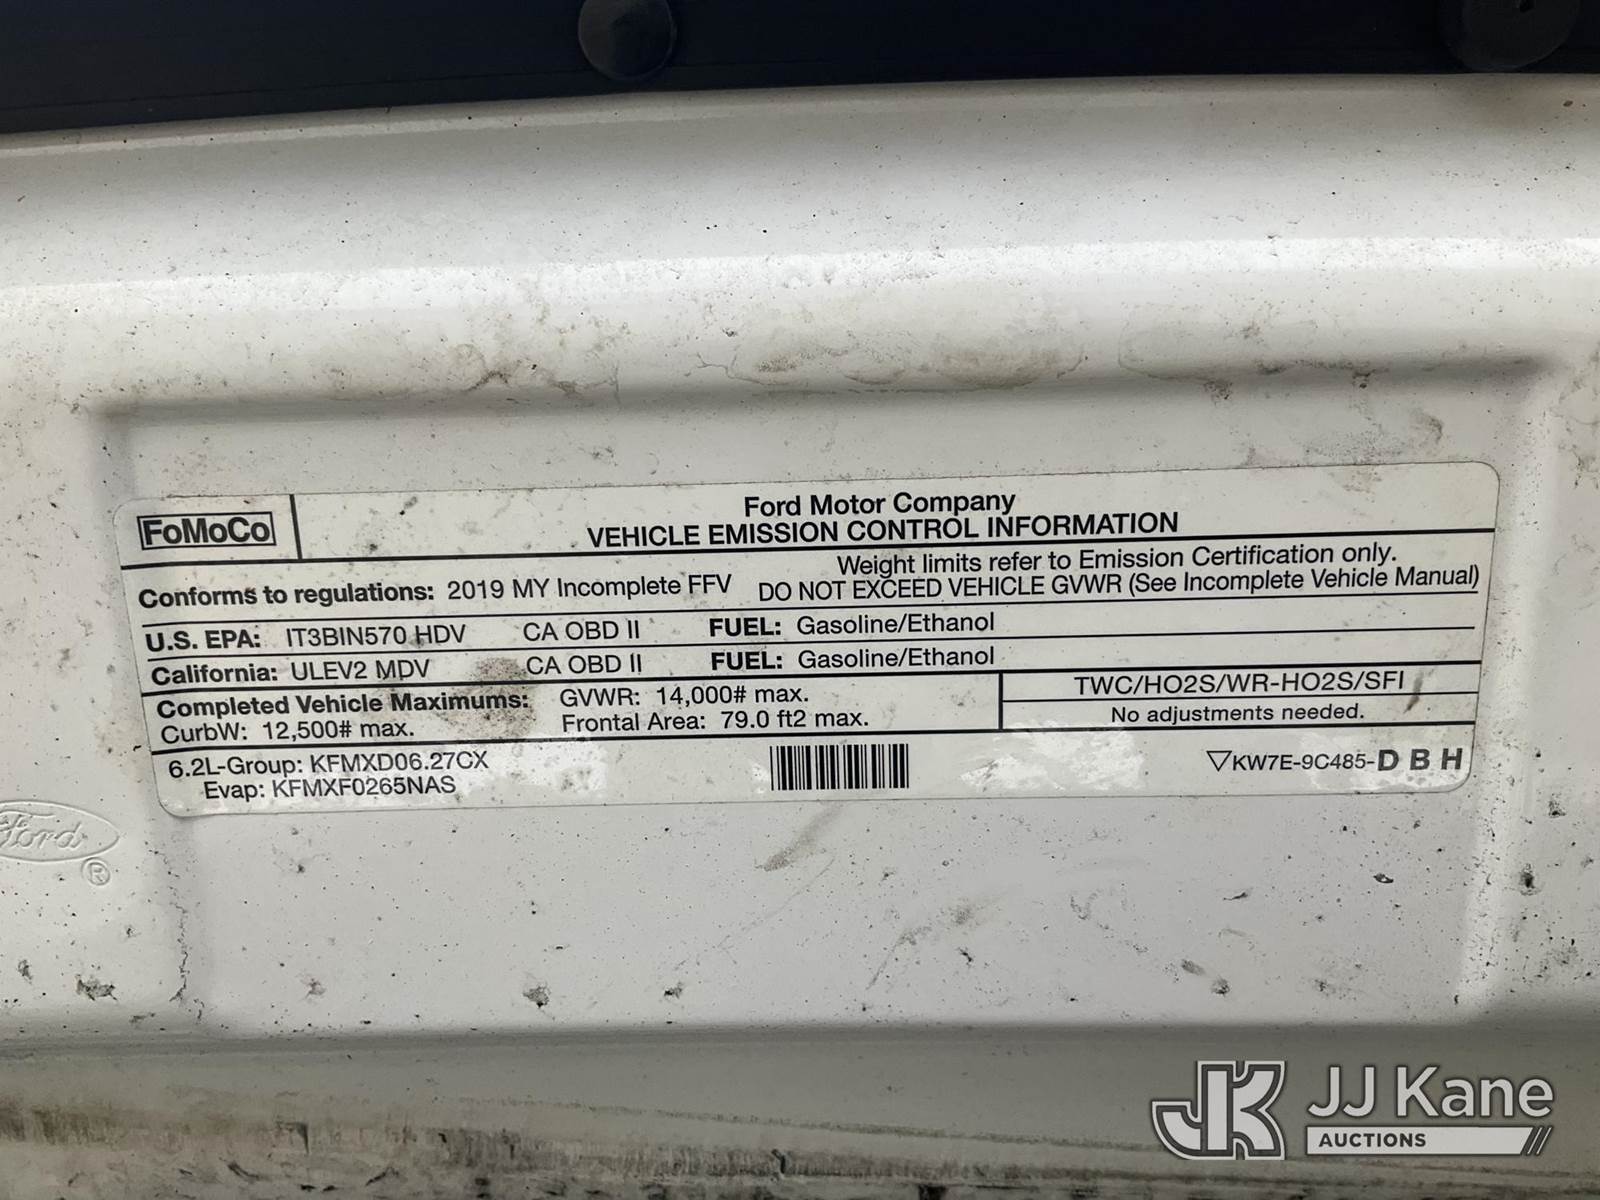 FoMoCo
Ford Motor Company
VEHICLE EMISSION CONTROL INFORMATION
Weight limits refer to Emission Certification only.
Conforms to regulations: 2019 MY Incomplete FFV DO NOT EXCEED VEHICLE GVWR (See Incomplete Vehicle Manual)
U.S. EPA: IT3BIN570 HDV CA OBD II FUEL: Gasoline/Ethanol
California: ULEV2 MDV CA OBD II FUEL: Gasoline/Ethanol
Completed Vehicle Maximums: GVWR: 14,000# max.
CurbW: 12,500# max. Frontal Area: 79.0 ft2 max.
TWC/HO2S/WR-HO2S/SFI
No adjustments needed.
6.2L-Group: KFMXD06.27CX
Evap: KFMXF0265NAS
▽KW7E-9C485-D B H
Ford
®
JK JJ Kane
AUCTIONS